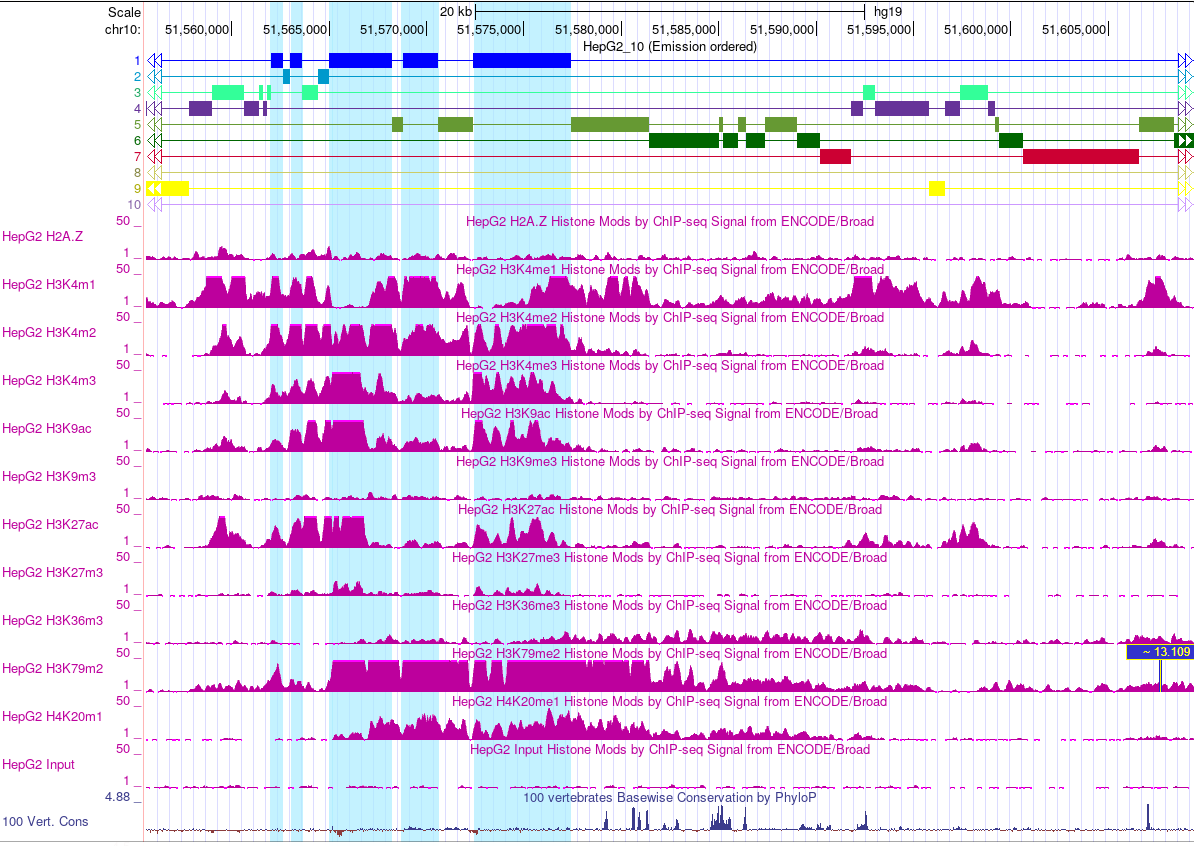 Scale 20 kb hg19
chr10: 51,560,000 51,565,000 51,570,000 51,575,000 51,580,000 51,585,000 51,590,000 51,595,000 51,600,000 51,605,000
HepG2_10 (Emission ordered)
1
2
3
4
5
6
7
8
9
10
50 _ HepG2 H2A.Z Histone Mods by ChIP-seq Signal from ENCODE/Broad
HepG2 H2A.Z
1 _
50 _ HepG2 H3K4me1 Histone Mods by ChIP-seq Signal from ENCODE/Broad
HepG2 H3K4m1
1 _
50 _ HepG2 H3K4me2 Histone Mods by ChIP-seq Signal from ENCODE/Broad
HepG2 H3K4m2
1 _
50 _ HepG2 H3K4me3 Histone Mods by ChIP-seq Signal from ENCODE/Broad
HepG2 H3K4m3
1 _
50 _ HepG2 H3K9ac Histone Mods by ChIP-seq Signal from ENCODE/Broad
HepG2 H3K9ac
1 _
50 _ HepG2 H3K9me3 Histone Mods by ChIP-seq Signal from ENCODE/Broad
HepG2 H3K9m3
1 _
50 _ HepG2 H3K27ac Histone Mods by ChIP-seq Signal from ENCODE/Broad
HepG2 H3K27ac
1 _
50 _ HepG2 H3K27me3 Histone Mods by ChIP-seq Signal from ENCODE/Broad
HepG2 H3K27m3
1 _
50 _ HepG2 H3K36me3 Histone Mods by ChIP-seq Signal from ENCODE/Broad
HepG2 H3K36m3
1 _
50 _ HepG2 H3K79me2 Histone Mods by ChIP-seq Signal from ENCODE/Broad ~ 13.109
HepG2 H3K79m2
1 _
50 _ HepG2 H4K20me1 Histone Mods by ChIP-seq Signal from ENCODE/Broad
HepG2 H4K20m1
1 _
50 _ HepG2 Input Histone Mods by ChIP-seq Signal from ENCODE/Broad
HepG2 Input
1 _
4.88 _ 100 vertebrates Basewise Conservation by PhyloP
100 Vert. Cons